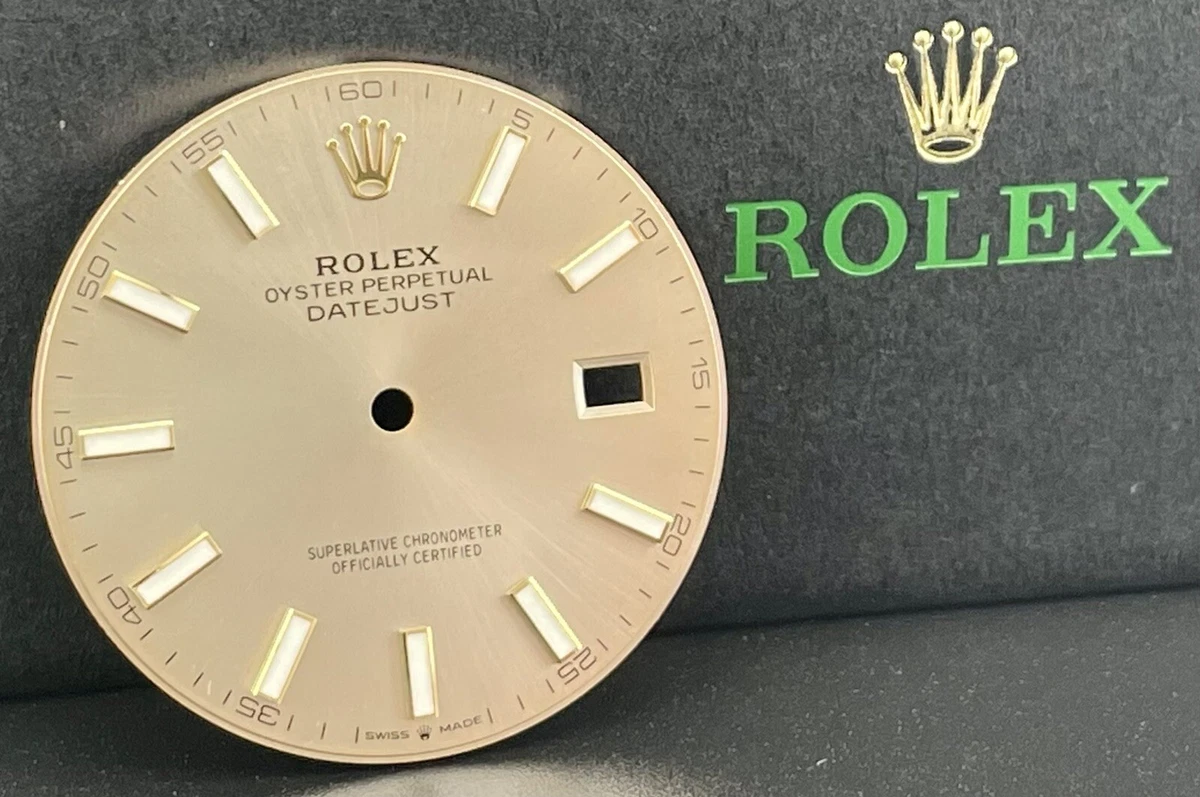 60
5
10
15
20
25
35
40
45
50
55
ROLEX
OYSTER PERPETUAL
DATEJUST
SUPERLATIVE CHRONOMETER
OFFICIALLY CERTIFIED
SWISS MADE
ROLEX